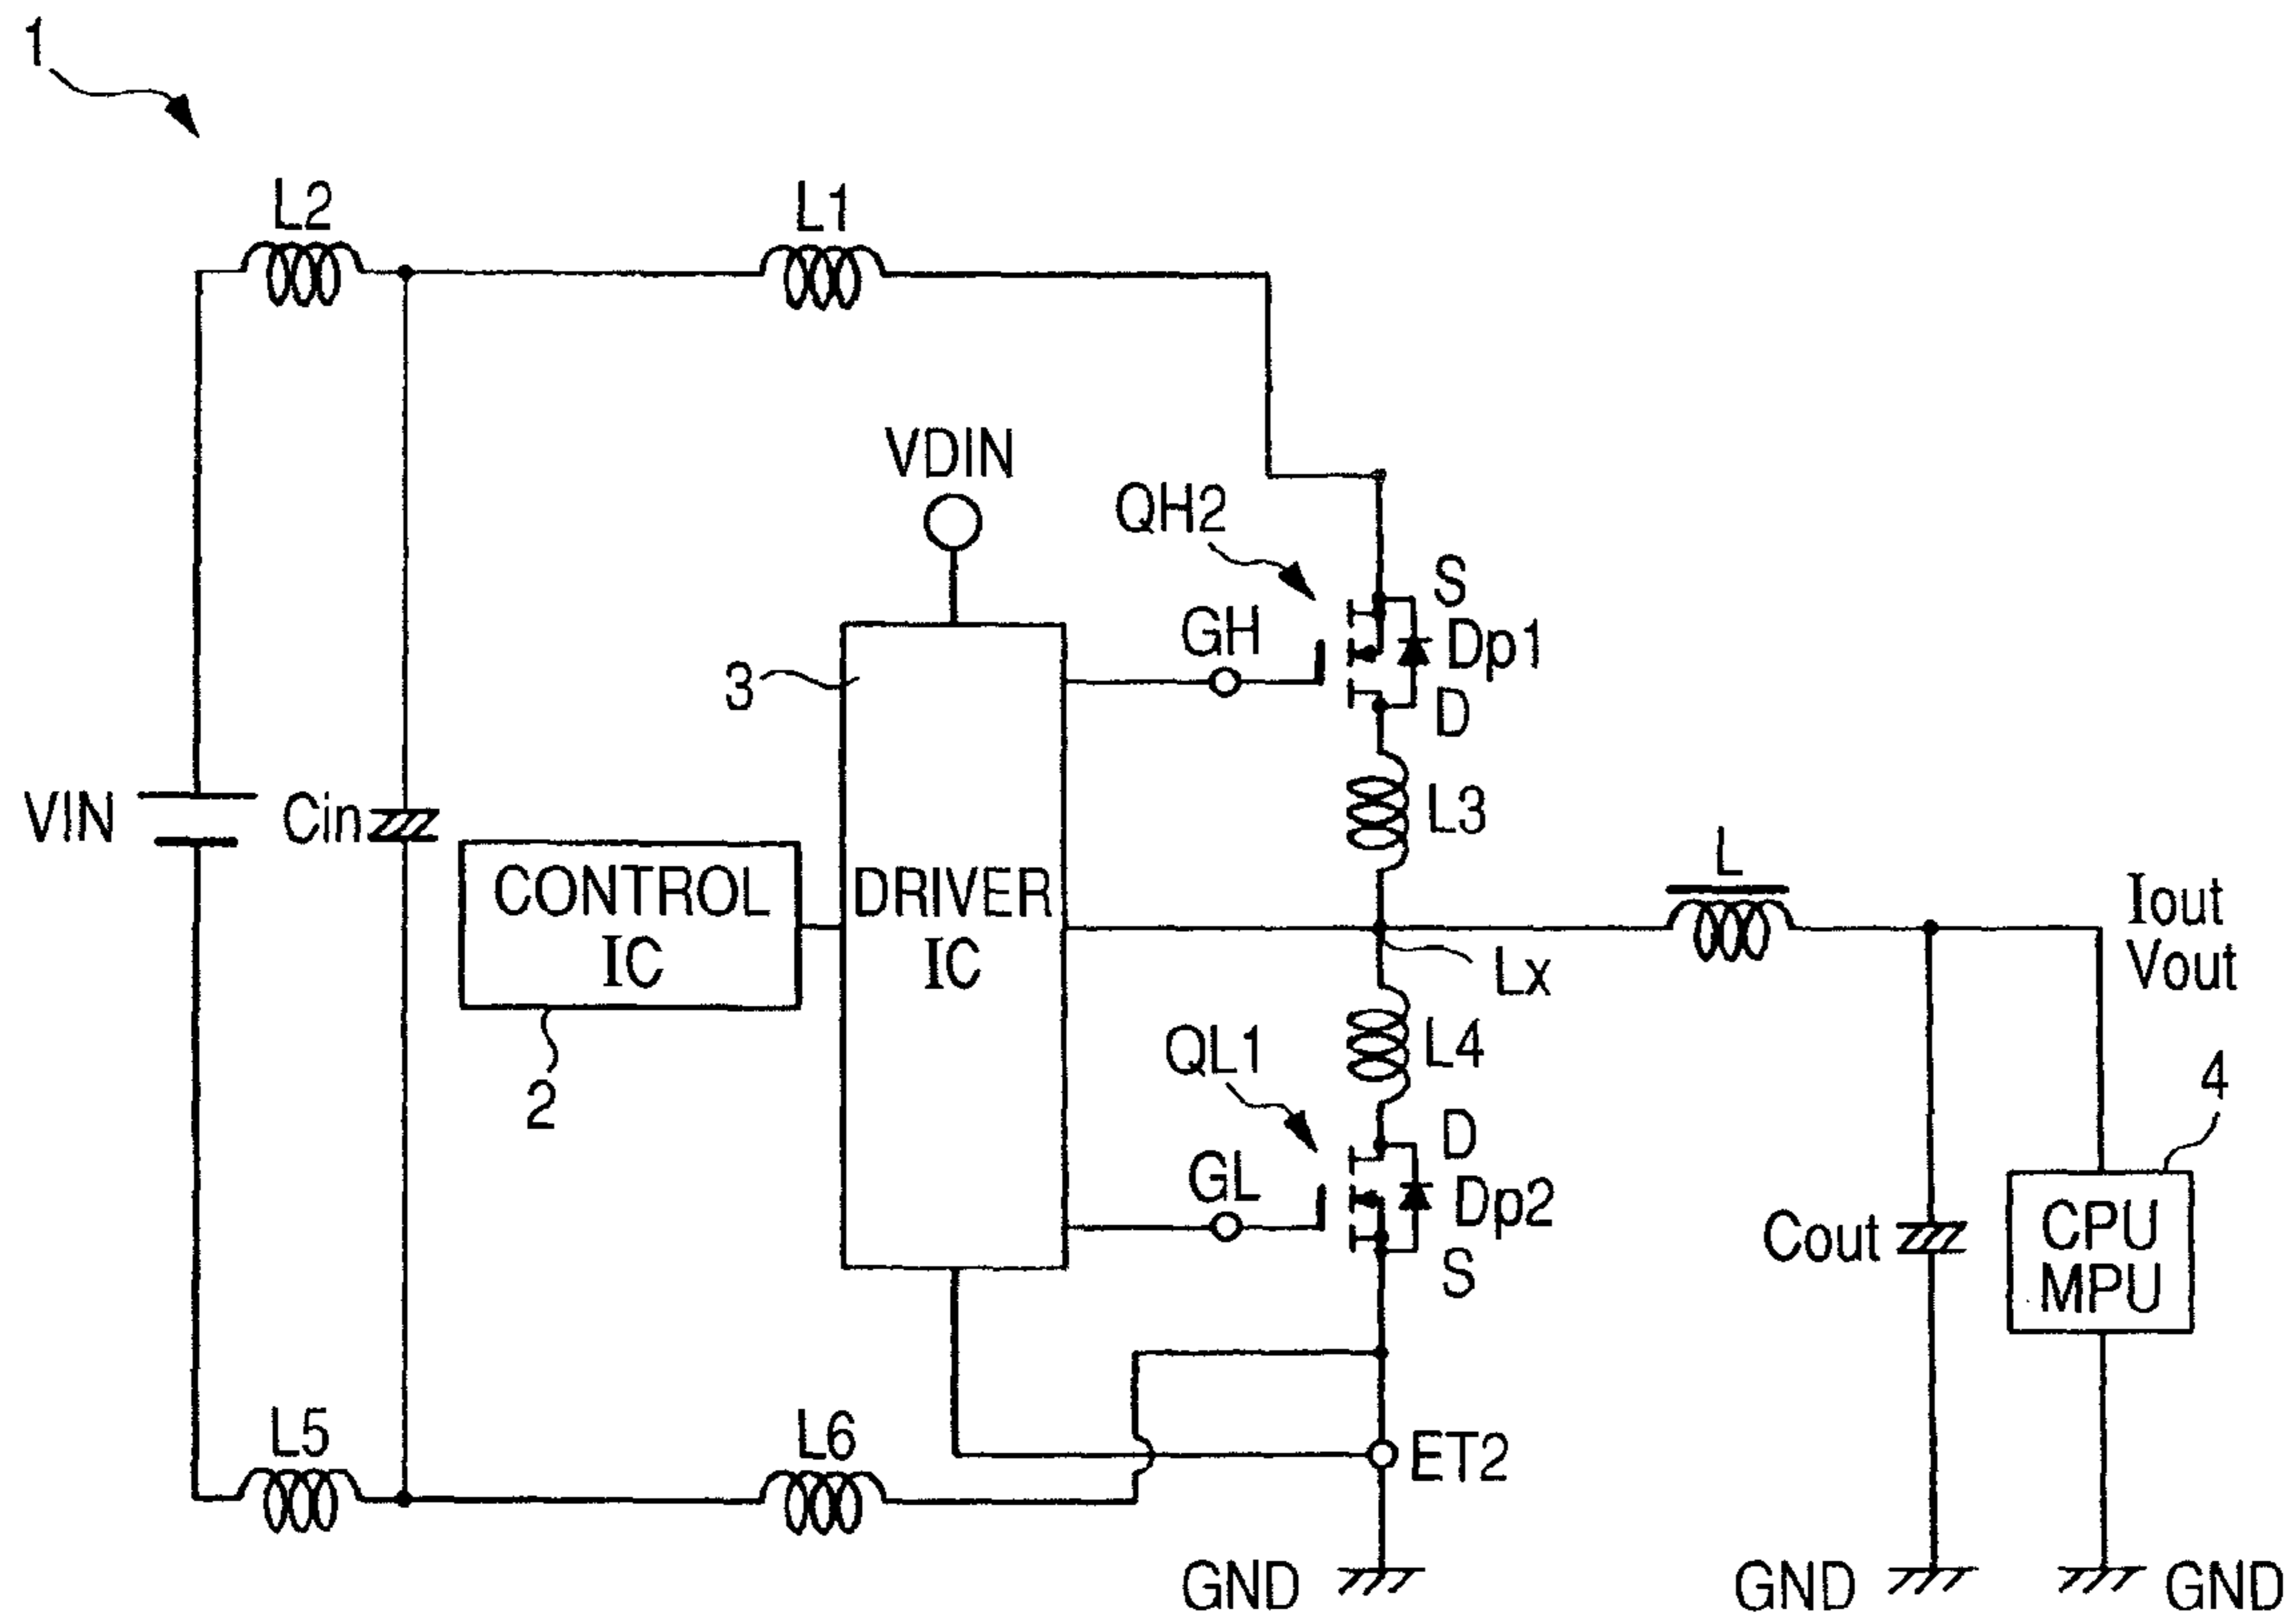 1
L2
L1
VDIN
QH2
S
GH
Dp1
3
D
VIN
Cin
L3
CONTROL
IC
DRIVER
IC
L
Iout
Vout
Lx
2
QL1
L4
4
D
GL
Dp2
CPU
MPU
Cout
S
L5
L6
ET2
GND
GND
GND